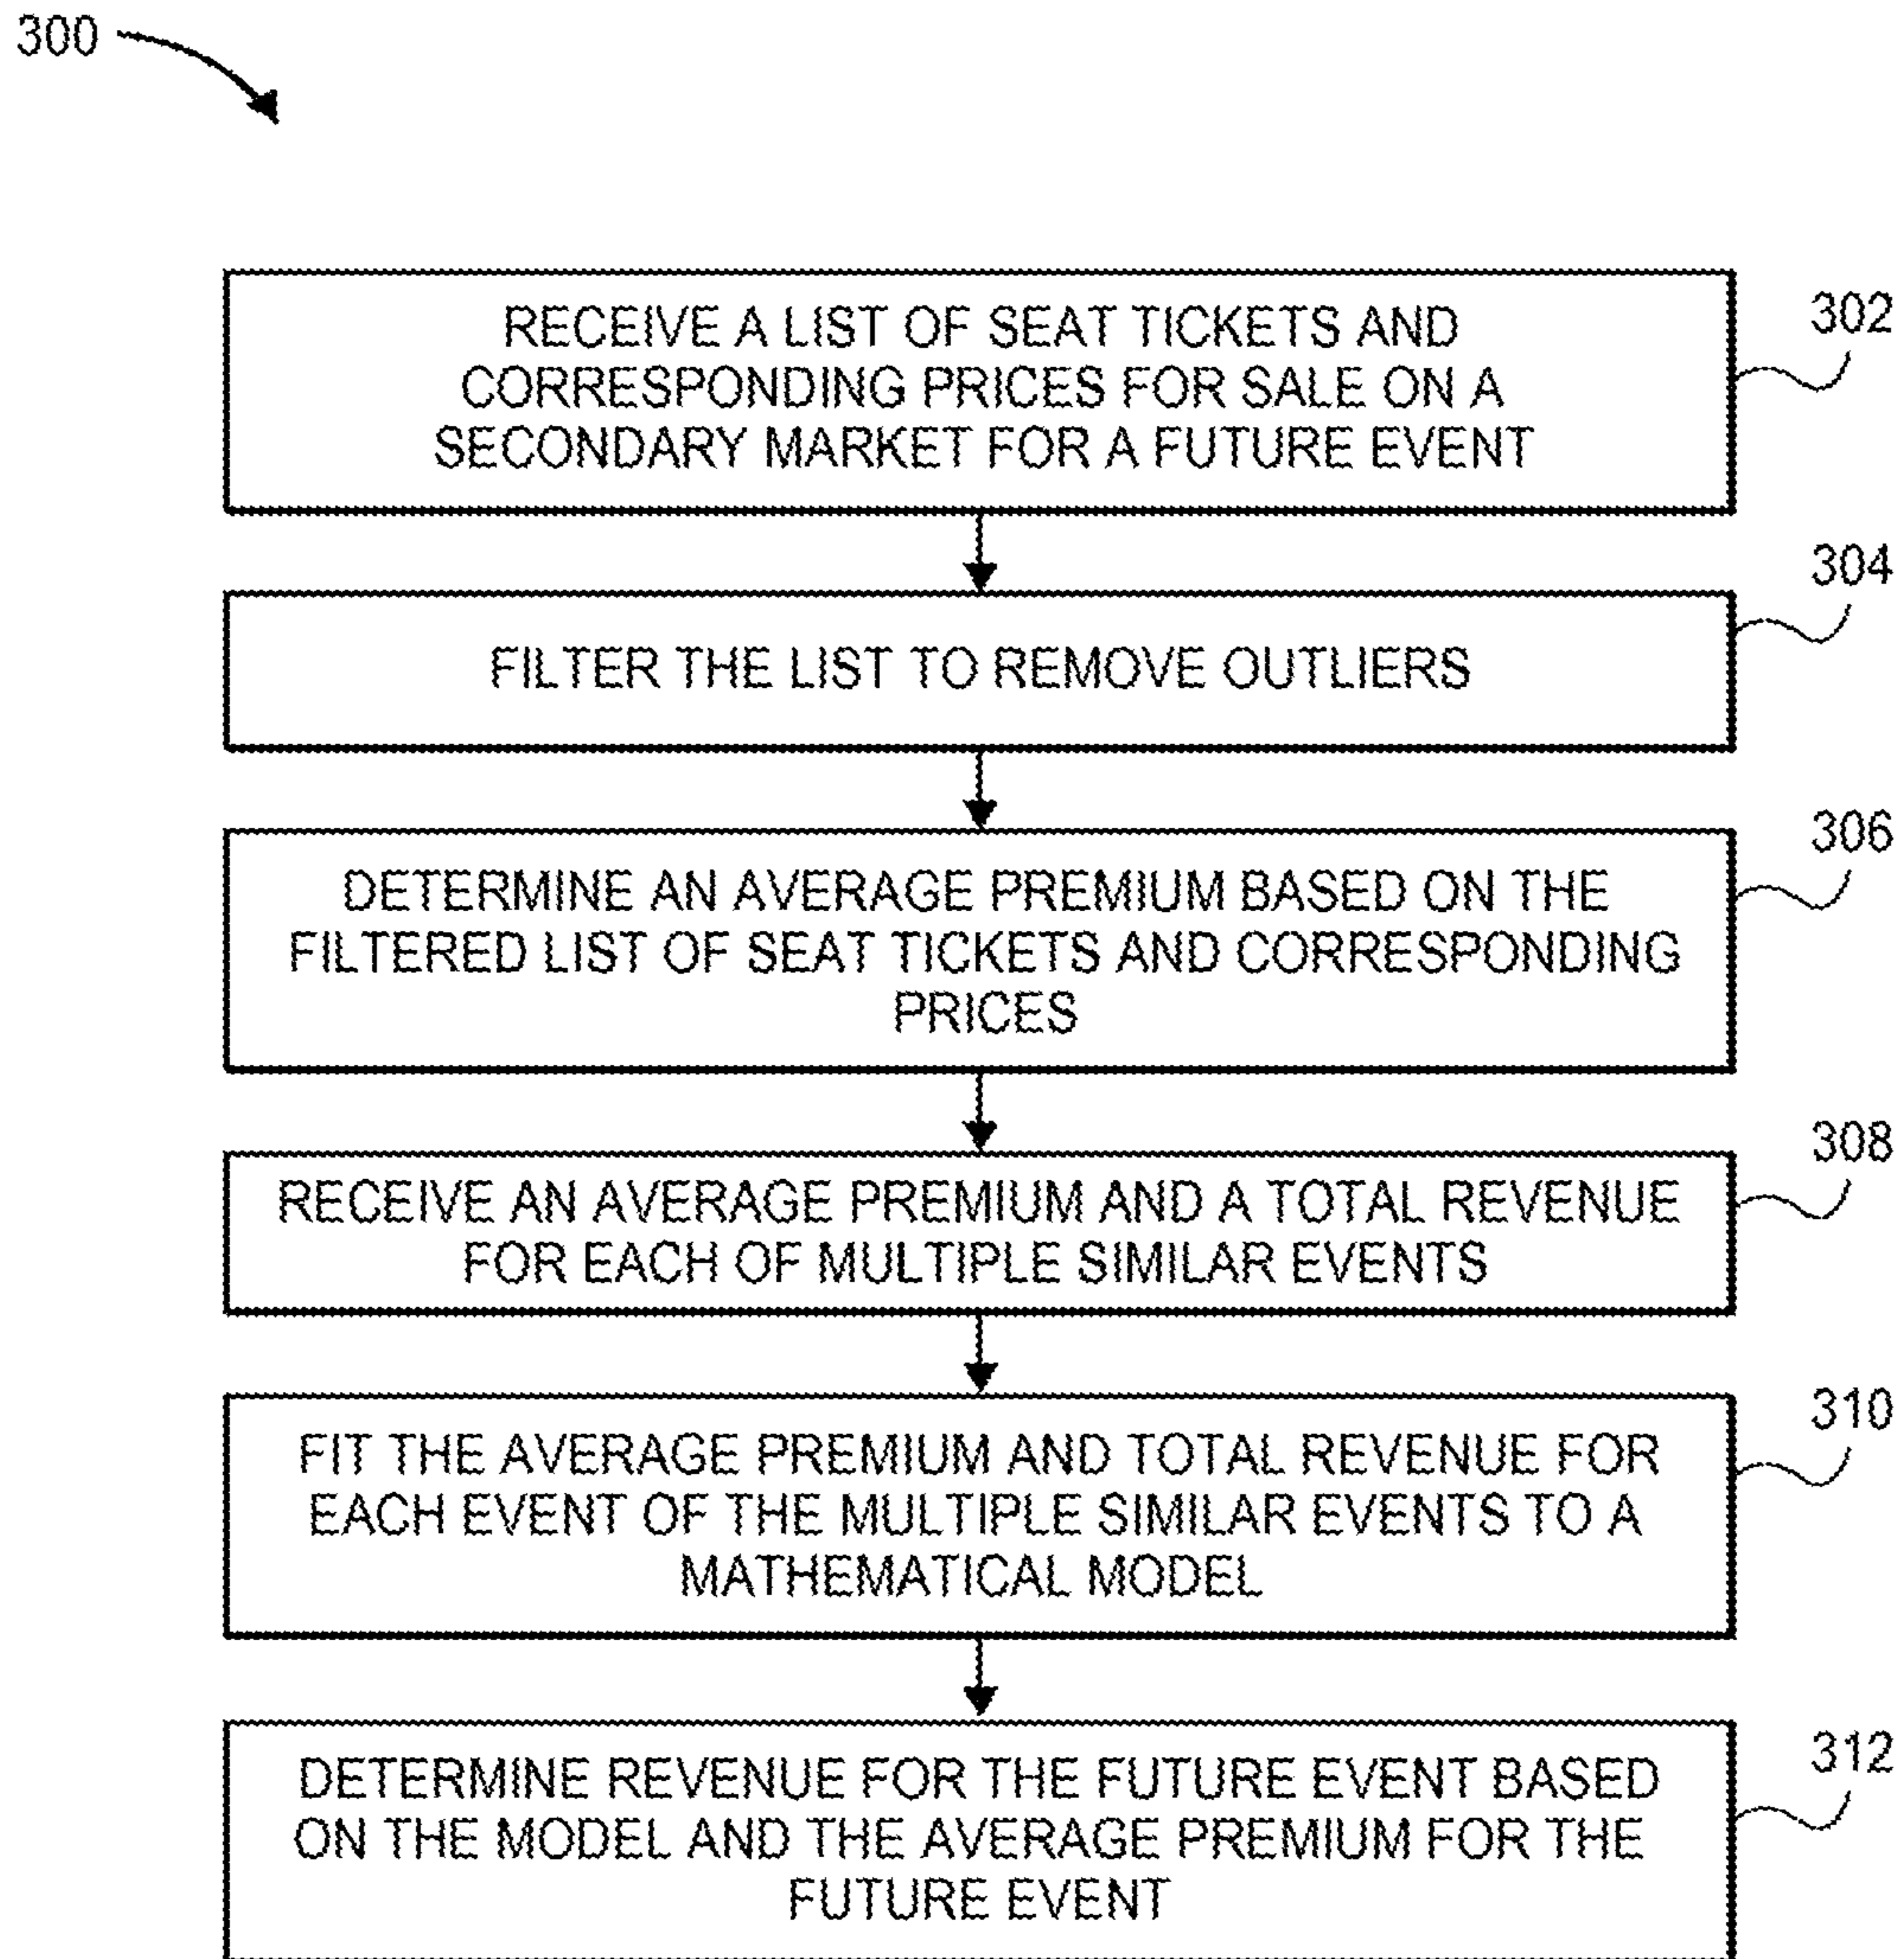 300
RECEIVE A LIST OF SEAT TICKETS AND
CORRESPONDING PRICES FOR SALE ON A
SECONDARY MARKET FOR A FUTURE EVENT
302
FILTER THE LIST TO REMOVE OUTLIERS
304
DETERMINE AN AVERAGE PREMIUM BASED ON THE
FILTERED LIST OF SEAT TICKETS AND CORRESPONDING
PRICES
306
RECEIVE AN AVERAGE PREMIUM AND A TOTAL REVENUE
FOR EACH OF MULTIPLE SIMILAR EVENTS
308
FIT THE AVERAGE PREMIUM AND TOTAL REVENUE FOR
EACH EVENT OF THE MULTIPLE SIMILAR EVENTS TO A
MATHEMATICAL MODEL
310
DETERMINE REVENUE FOR THE FUTURE EVENT BASED
ON THE MODEL AND THE AVERAGE PREMIUM FOR THE
FUTURE EVENT
312